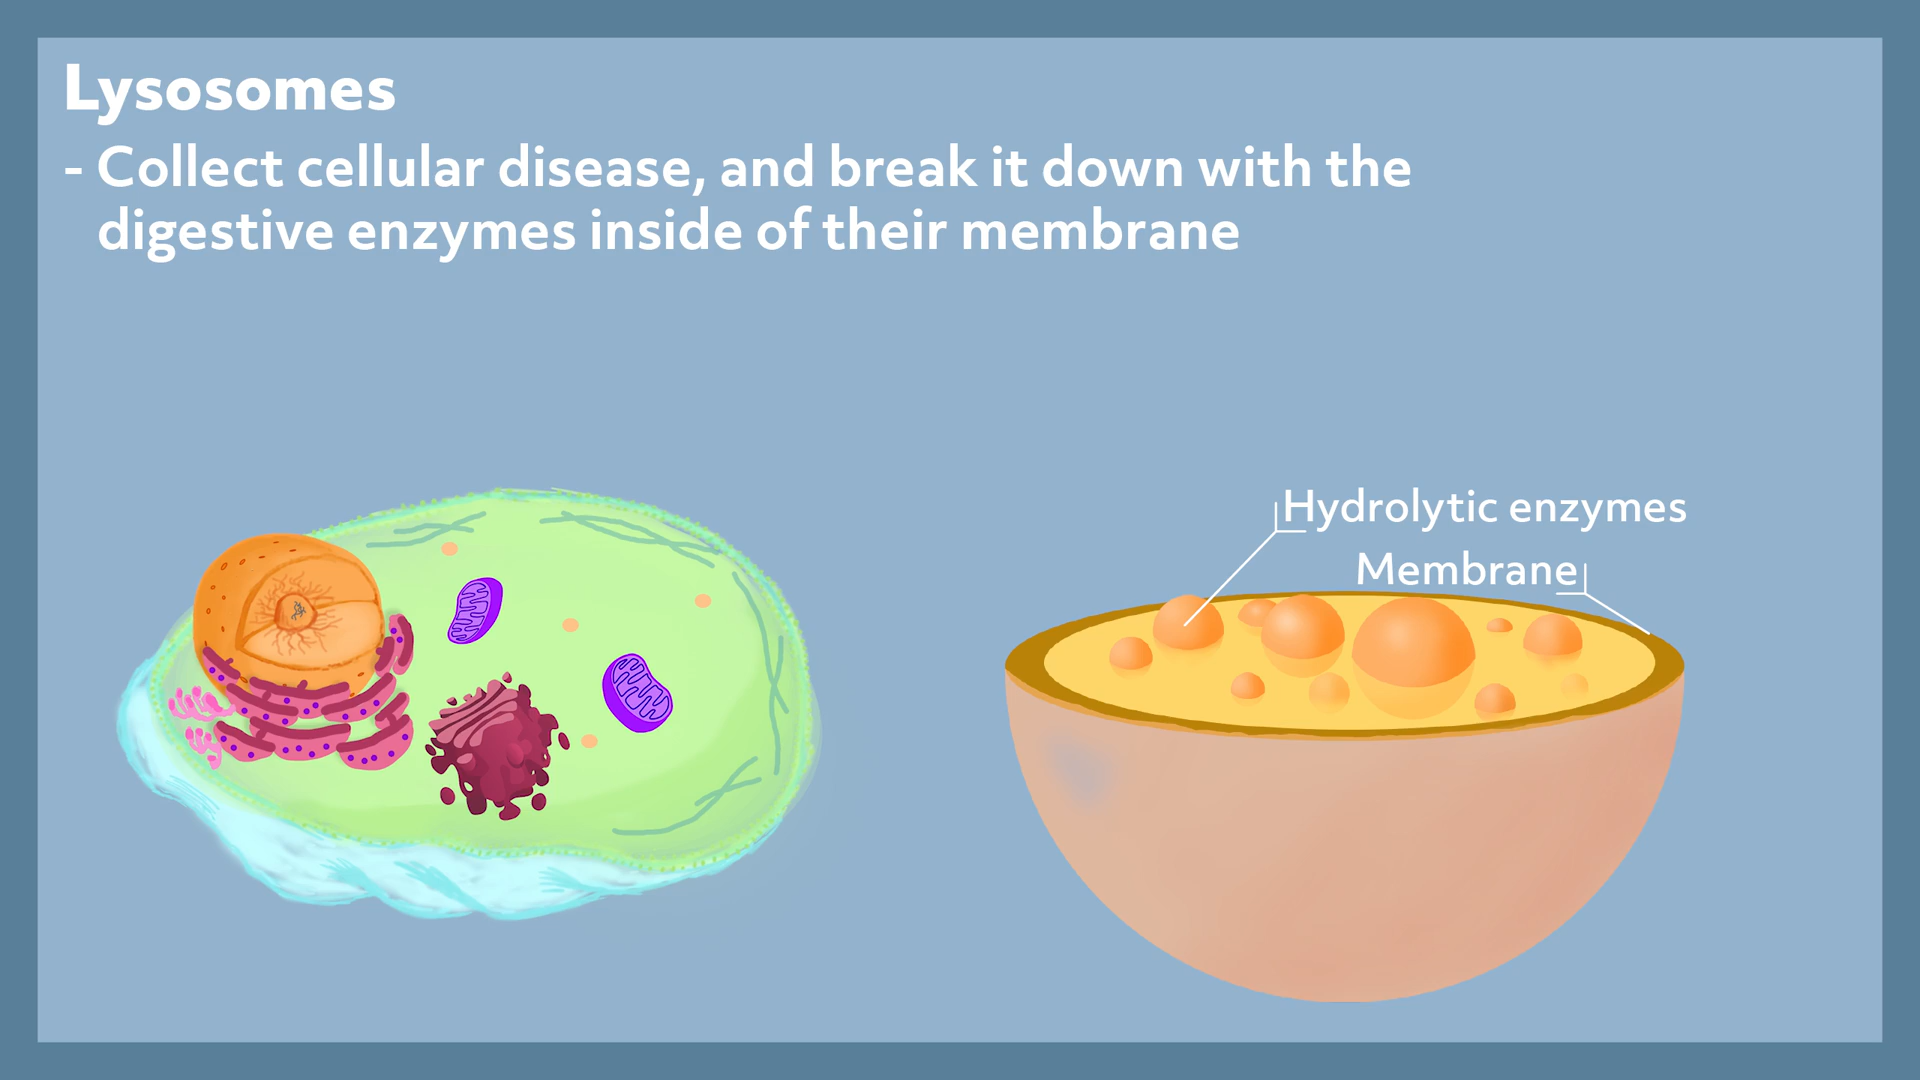 Lysosomes
- Collect cellular disease, and break it down with the
digestive enzymes inside of their membrane
Hydrolytic enzymes
Membrane